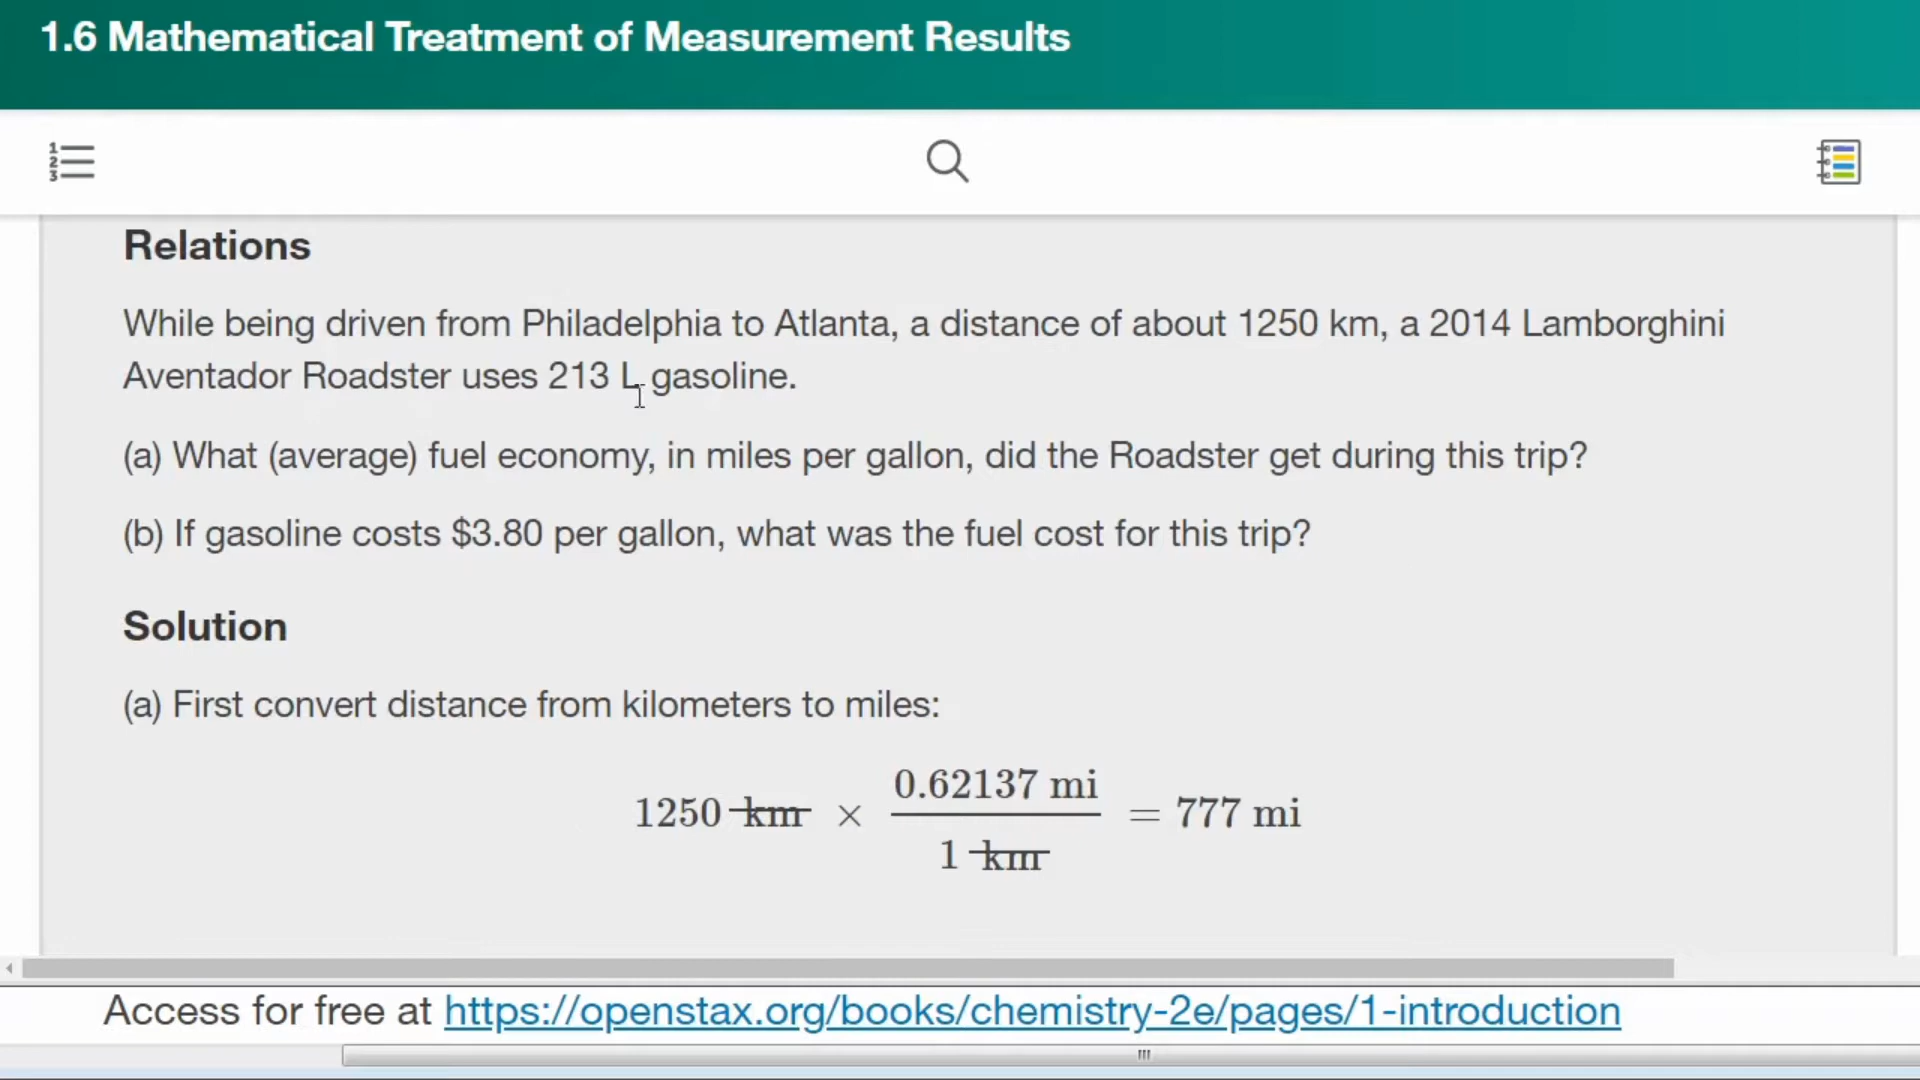 1.6 Mathematical Treatment of Measurement Results
1
2
3
Relations
While being driven from Philadelphia to Atlanta, a distance of about 1250 km, a 2014 Lamborghini
Aventador Roadster uses 213 L gasoline.
(a) What (average) fuel economy, in miles per gallon, did the Roadster get during this trip?
(b) If gasoline costs $3.80 per gallon, what was the fuel cost for this trip?
Solution
(a) First convert distance from kilometers to miles:
1250 km × 0.62137 mi / 1 km = 777 mi
Access for free at https://openstax.org/books/chemistry-2e/pages/1-introduction